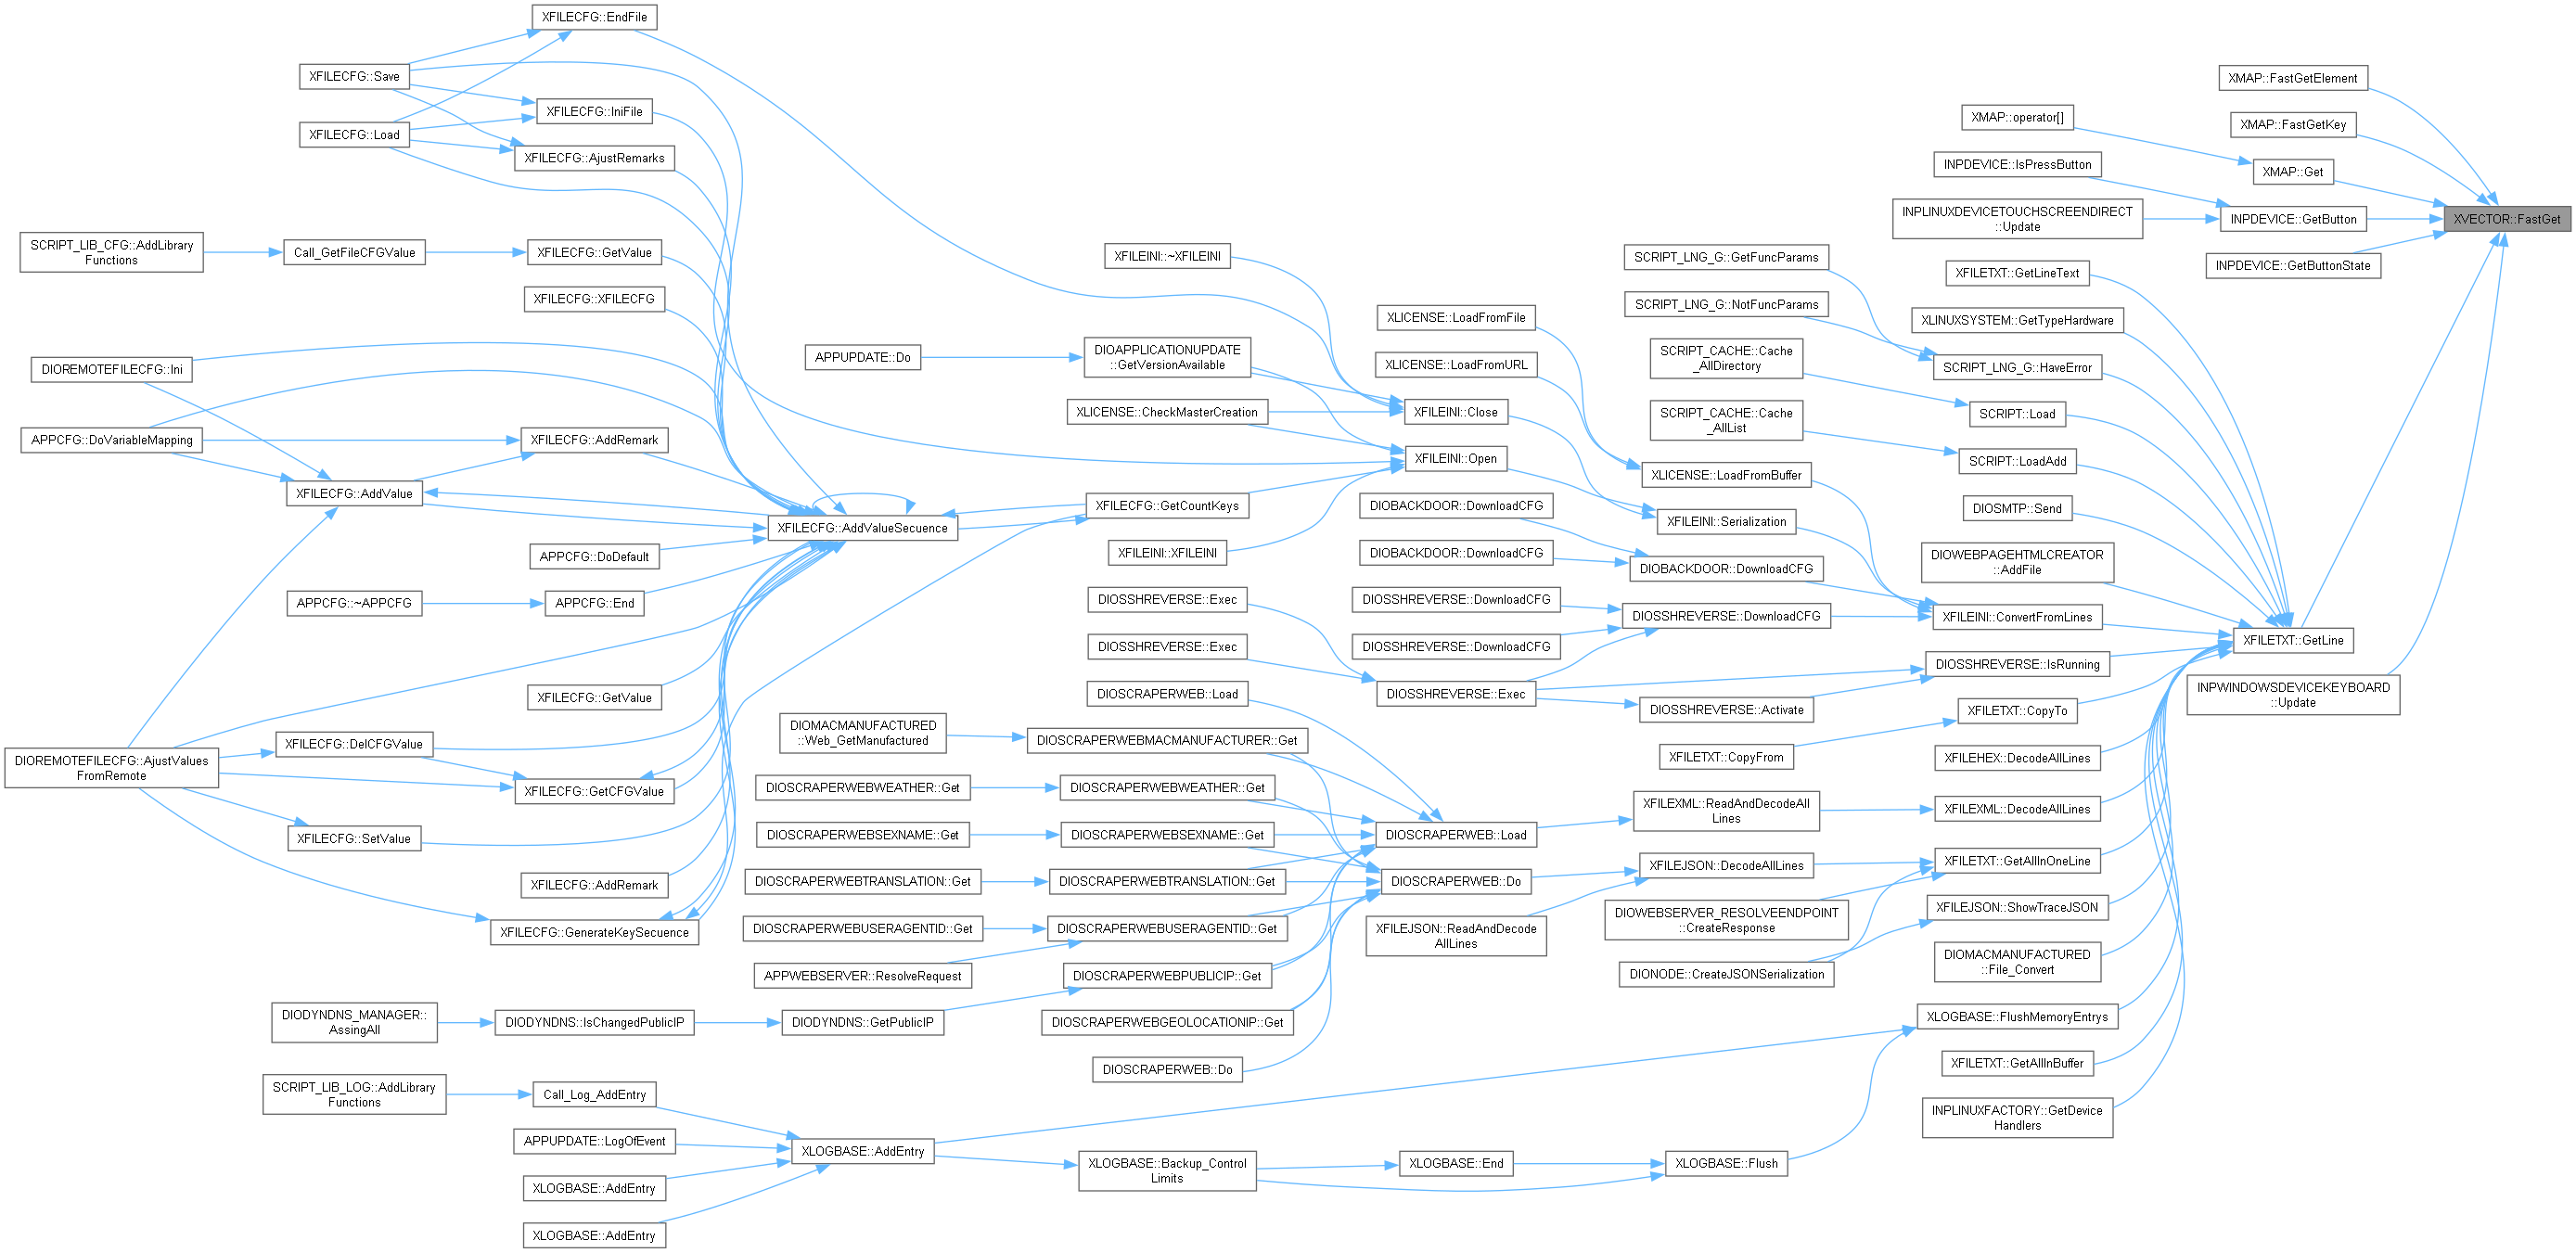 XFILECFG::EndFile
XFILECFG::Save
XFILECFG::IniFile
XFILECFG::Load
XFILECFG::AjustRemarks
SCRIPT_LIB_CFG::AddLibrary
Functions
Call_GetFileCFGValue
XFILECFG::GetValue
XFILECFG::XFILECFG
DIOREMOTEFILECFG::Ini
APPCFG::DoVariableMapping
XFILECFG::AddRemark
XFILECFG::AddValue
XFILECFG::AddValueSecuence
APPCFG::DoDefault
APPCFG::~APPCFG
APPCFG::End
XFILECFG::GetValue
XFILECFG::DelCFGValue
DIOREMOTEFILECFG::AjustValues
FromRemote
XFILECFG::GetCFGValue
XFILECFG::SetValue
XFILECFG::AddRemark
XFILECFG::GenerateKeySecuence
DIODYNDNS_MANAGER::
AssingAll
DIODYNDNS::IsChangedPublicIP
DIODYNDNS::GetPublicIP
SCRIPT_LIB_LOG::AddLibrary
Functions
Call_Log_AddEntry
APPUPDATE::LogOfEvent
XLOGBASE::AddEntry
XLOGBASE::AddEntry
XLOGBASE::AddEntry
XFILEINI::~XFILEINI
APPUPDATE::Do
DIOAPPLICATIONUPDATE
::GetVersionAvailable
XLICENSE::CheckMasterCreation
XFILECFG::GetCountKeys
XFILEINI::XFILEINI
DIOSSHREVERSE::Exec
DIOSSHREVERSE::Exec
DIOSCRAPERWEB::Load
DIOMACMANUFACTURED
::Web_GetManufactured
DIOSCRAPERWEBMACMANUFACTURER::Get
DIOSCRAPERWEBWEATHER::Get
DIOSCRAPERWEBWEATHER::Get
DIOSCRAPERWEBSEXNAME::Get
DIOSCRAPERWEBSEXNAME::Get
DIOSCRAPERWEBTRANSLATION::Get
DIOSCRAPERWEBTRANSLATION::Get
DIOSCRAPERWEBUSERAGENTID::Get
DIOSCRAPERWEBUSERAGENTID::Get
APPWEBSERVER::ResolveRequest
DIOSCRAPERWEBPUBLICIP::Get
DIOSCRAPERWEBGEOLOCATIONIP::Get
DIOSCRAPERWEB::Do
XLOGBASE::Backup_Control
Limits
XLOGBASE::End
XLOGBASE::Flush
XLICENSE::LoadFromFile
XLICENSE::LoadFromURL
XFILEINI::Close
XFILEINI::Open
DIOBACKDOOR::DownloadCFG
DIOBACKDOOR::DownloadCFG
DIOSSHREVERSE::DownloadCFG
DIOSSHREVERSE::DownloadCFG
DIOSSHREVERSE::Exec
DIOSCRAPERWEB::Load
DIOSCRAPERWEB::Do
XFILEJSON::ReadAndDecode
AllLines
SCRIPT_LNG_G::GetFuncParams
SCRIPT_LNG_G::NotFuncParams
SCRIPT_CACHE::Cache
_AllDirectory
SCRIPT_CACHE::Cache
_AllList
XLICENSE::LoadFromBuffer
XFILEINI::Serialization
DIOBACKDOOR::DownloadCFG
DIOSSHREVERSE::DownloadCFG
DIOSSHREVERSE::Activate
XFILETXT::CopyFrom
XFILEXML::ReadAndDecodeAll
Lines
XFILEJSON::DecodeAllLines
DIOWEBSERVER_RESOLVEENDPOINT
::CreateResponse
DIONODE::CreateJSONSerialization
XMAP::operator[]
INPDEVICE::IsPressButton
INPLINUXDEVICETOUCHSCREENDIRECT
::Update
XFILETXT::GetLineText
XLINUXSYSTEM::GetTypeHardware
SCRIPT_LNG_G::HaveError
SCRIPT::Load
SCRIPT::LoadAdd
DIOSMTP::Send
DIOWEBPAGEHTMLCREATOR
::AddFile
XFILEINI::ConvertFromLines
DIOSSHREVERSE::IsRunning
XFILETXT::CopyTo
XFILEHEX::DecodeAllLines
XFILEXML::DecodeAllLines
XFILETXT::GetAllInOneLine
XFILEJSON::ShowTraceJSON
DIOMACMANUFACTURED
::File_Convert
XLOGBASE::FlushMemoryEntrys
XFILETXT::GetAllInBuffer
INPLINUXFACTORY::GetDevice
Handlers
XMAP::FastGetElement
XMAP::FastGetKey
XMAP::Get
INPDEVICE::GetButton
INPDEVICE::GetButtonState
XFILETXT::GetLine
INPWINDOWSDEVICEKEYBOARD
::Update
XVECTOR::FastGet